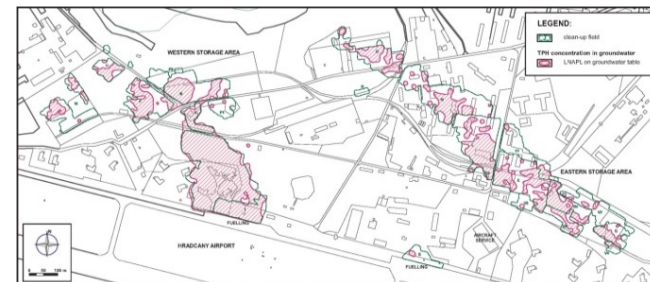 LEGEND:
clean-up field
TPH concentration in groundwater
LNAPL on groundwater table
WESTERN STORAGE AREA
EASTERN STORAGE AREA
FUELLING
AIRCRAFT
SERVICE
HRADCANY AIRPORT
FUELLING